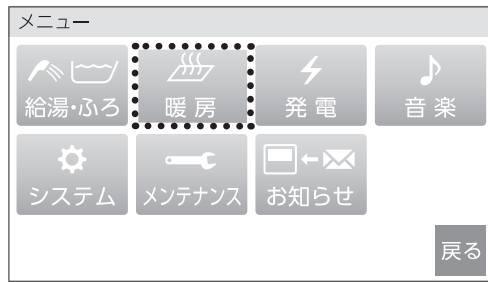 メニュー
給湯・ふろ
暖房
発電
音楽
システム
メンテナンス
お知らせ
戻る